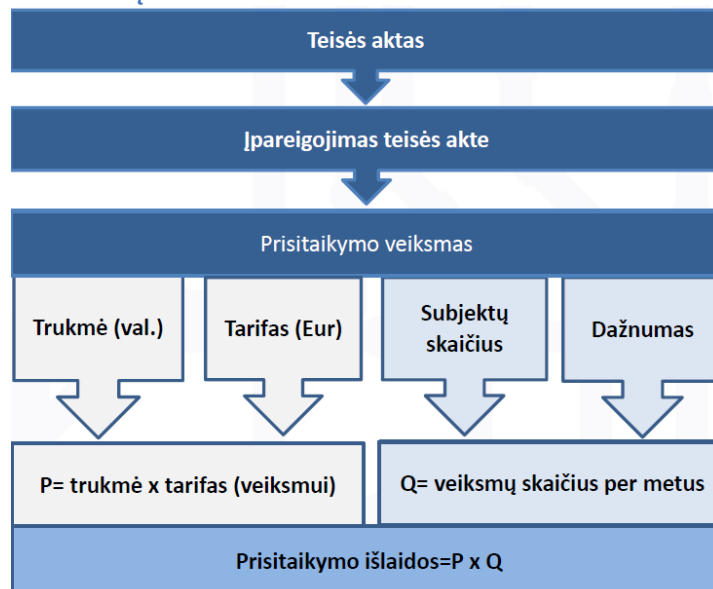 Teisės aktas
Įpareigojimas teisės akte
Prisitaikymo veiksmas
Trukmė (val.)
Tarifas (Eur)
Subjektų
skaičius
Dažnumas
P= trukmė x tarifas (veiksmui)
Q= veiksmų skaičius per metus
Prisitaikymo išlaidos=P x Q